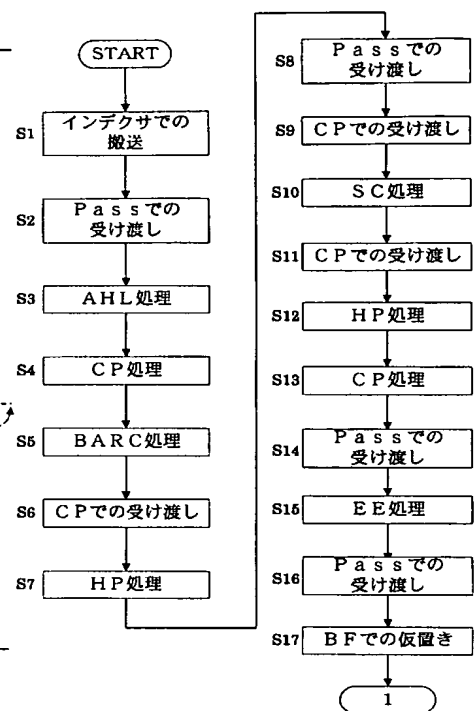 START
S1 インデクサでの
搬送
S2 Ｐａｓｓでの
受け渡し
S3 ＡＨＬ処理
S4 ＣＰ処理
S5 ＢＡＲＣ処理
S6 ＣＰでの受け渡し
S7 ＨＰ処理
S8 Ｐａｓｓでの
受け渡し
S9 ＣＰでの受け渡し
S10 ＳＣ処理
S11 ＣＰでの受け渡し
S12 ＨＰ処理
S13 ＣＰ処理
S14 Ｐａｓｓでの
受け渡し
S15 ＥＥ処理
S16 Ｐａｓｓでの
受け渡し
S17 ＢＦでの仮置き
1